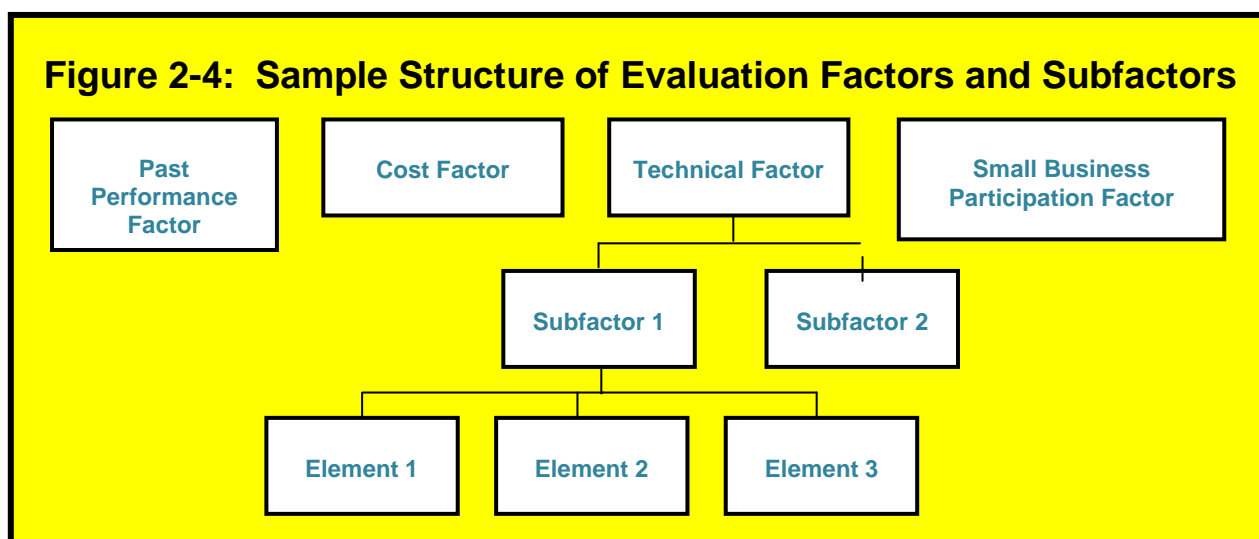 Figure 2-4:  Sample Structure of Evaluation Factors and Subfactors
Past
Performance
Factor
Cost Factor
Technical Factor
Small Business
Participation Factor
Subfactor 1
Subfactor 2
Element 1
Element 2
Element 3